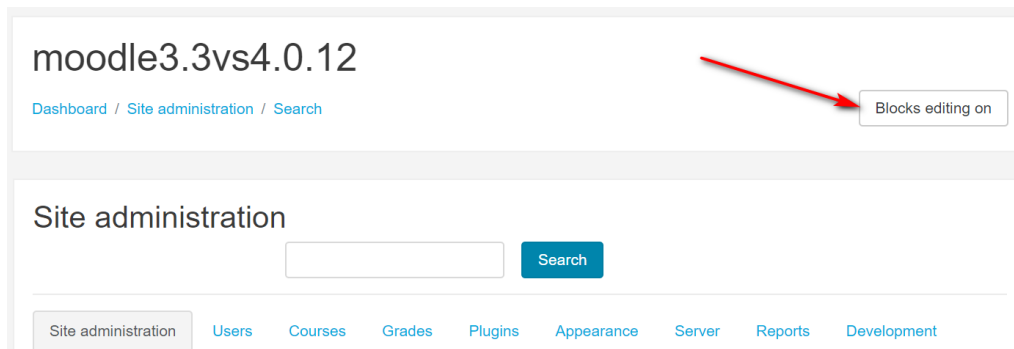 moodle3.3vs4.0.12
Dashboard / Site administration / Search
Blocks editing on
Site administration
Search
Site administration Users Courses Grades Plugins Appearance Server Reports Development